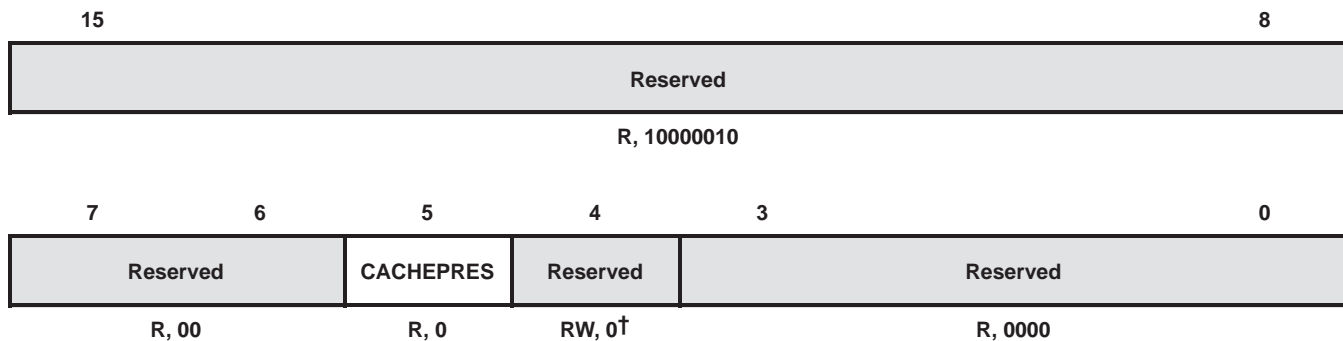 15 8
Reserved
R, 10000010
7 6 5 4 3 0
Reserved CACHEPRES Reserved Reserved
R, 00 R, 0 RW, 0† R, 0000